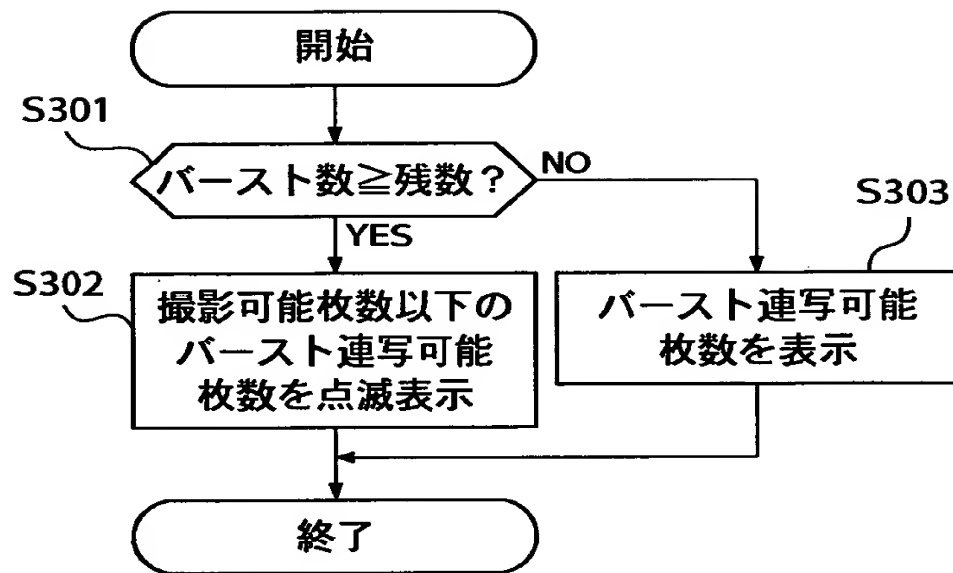 開始
S301
バースト数≧残数？
NO
YES
S303
S302
撮影可能枚数以下の
バースト連写可能
枚数を点滅表示
バースト連写可能
枚数を表示
終了